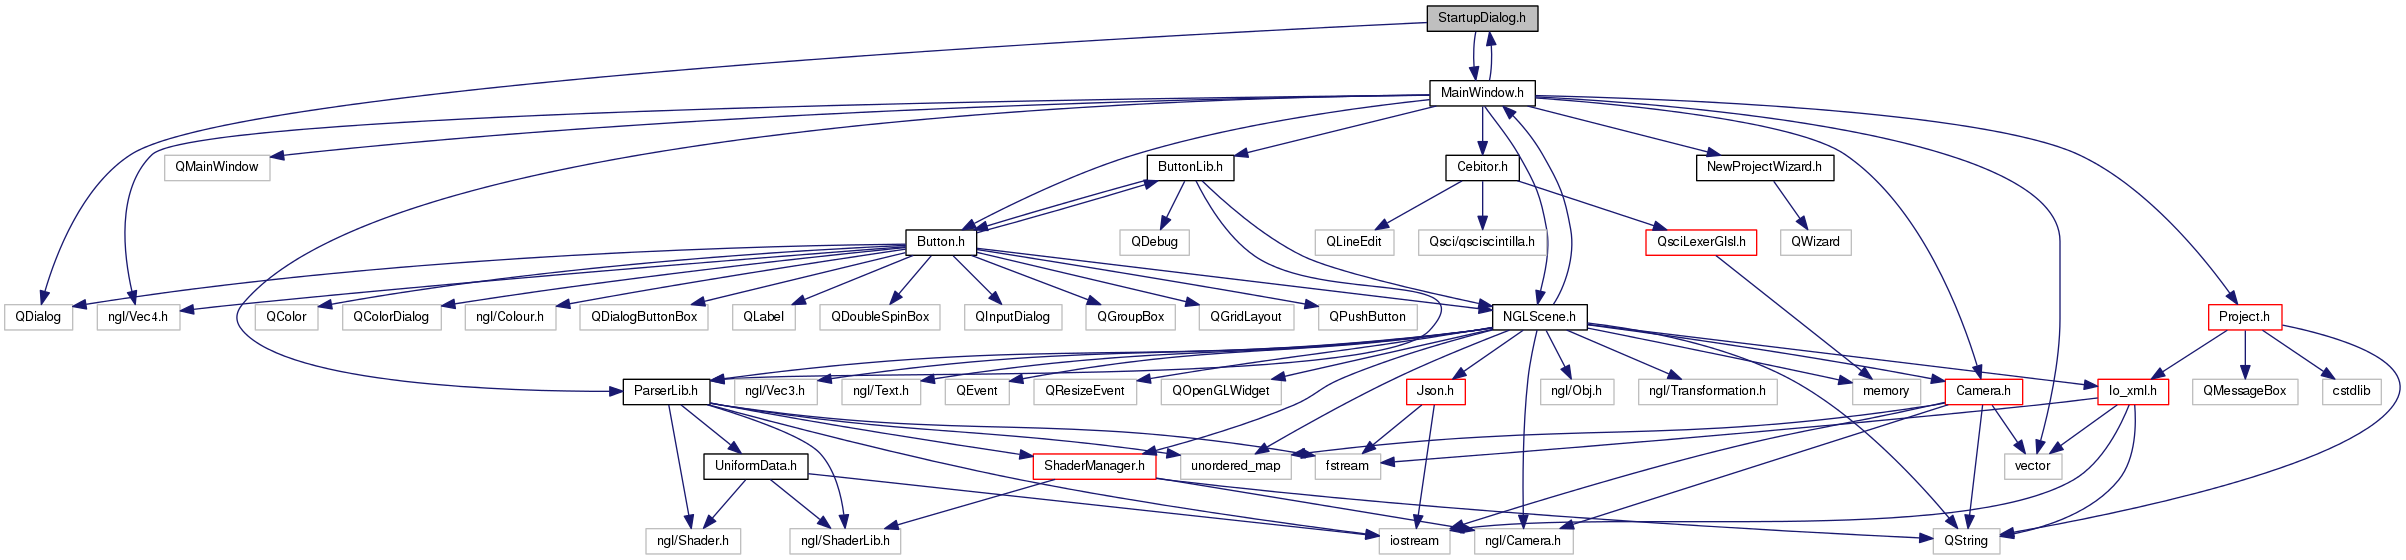 StartupDialog.h
MainWindow.h
QMainWindow
ButtonLib.h
Cebitor.h
NewProjectWizard.h
Button.h
QDebug
QLineEdit
Qsci/qsciscintilla.h
QsciLexerGlsl.h
QWizard
QDialog
ngl/Vec4.h
QColor
QColorDialog
ngl/Colour.h
QDialogButtonBox
QLabel
QDoubleSpinBox
QInputDialog
QGroupBox
QGridLayout
QPushButton
NGLScene.h
Project.h
ParserLib.h
ngl/Vec3.h
ngl/Text.h
QEvent
QResizeEvent
QOpenGLWidget
Json.h
ngl/Obj.h
ngl/Transformation.h
memory
Camera.h
Io_xml.h
QMessageBox
cstdlib
UniformData.h
ShaderManager.h
unordered_map
fstream
vector
ngl/Shader.h
ngl/ShaderLib.h
iostream
ngl/Camera.h
QString